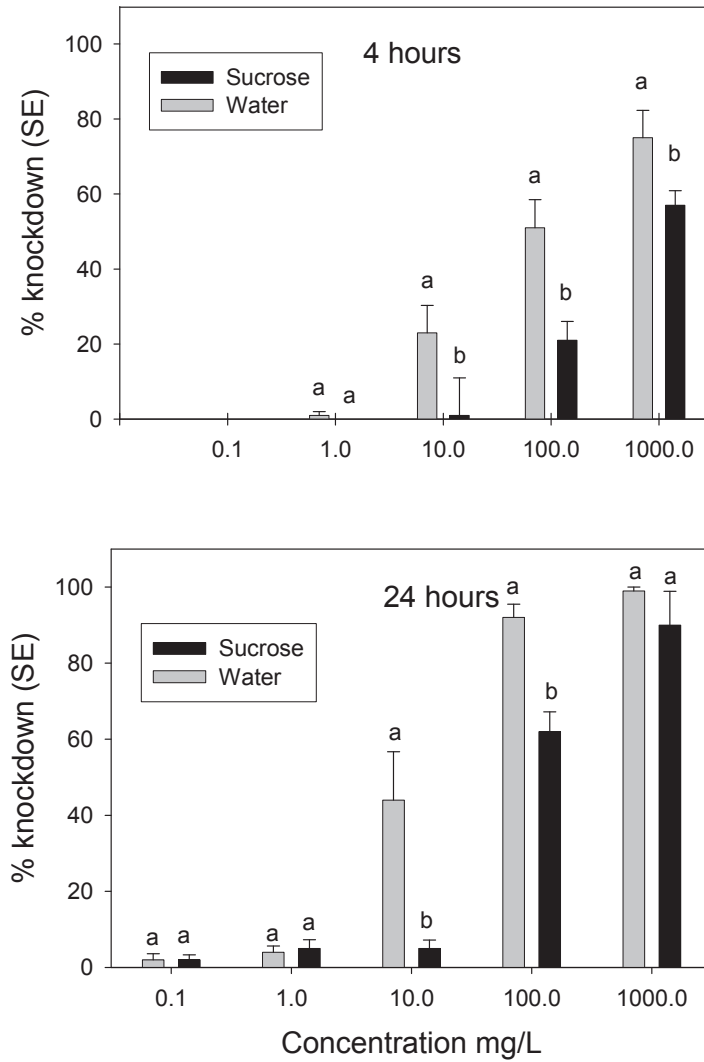 4 hours
Sucrose
Water
% knockdown (SE)
100
80
60
40
20
0
a a
a b
a b
a b
0.1 1.0 10.0 100.0 1000.0
24 hours
Sucrose
Water
% knockdown (SE)
100
80
60
40
20
0
a a
a a
a b
a b
a a
0.1 1.0 10.0 100.0 1000.0
Concentration mg/L